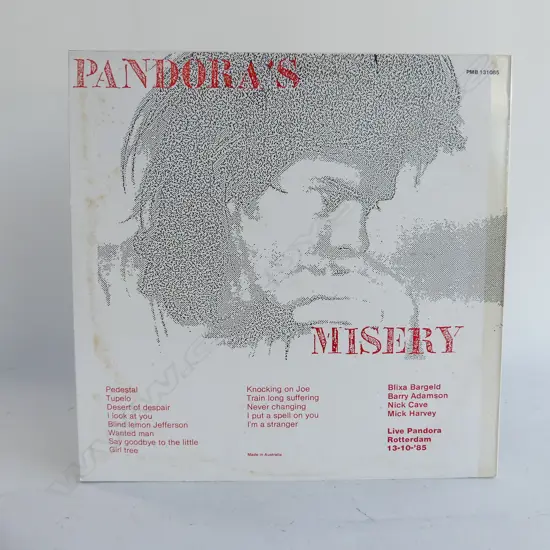 PANDORA'S
PMB 131085
MISERY
Pedestal
Tupelo
Desert of despair
I look at you
Blind lemon Jefferson
Wanted man
Say goodbye to the little
Girl tree
Knocking on Joe
Train long suffering
Never changing
I put a spell on you
I'm a stranger
Made in Australia
Blixa Bargeld
Barry Adamson
Nick Cave
Mick Harvey
Live Pandora
Rotterdam
13-10-'85